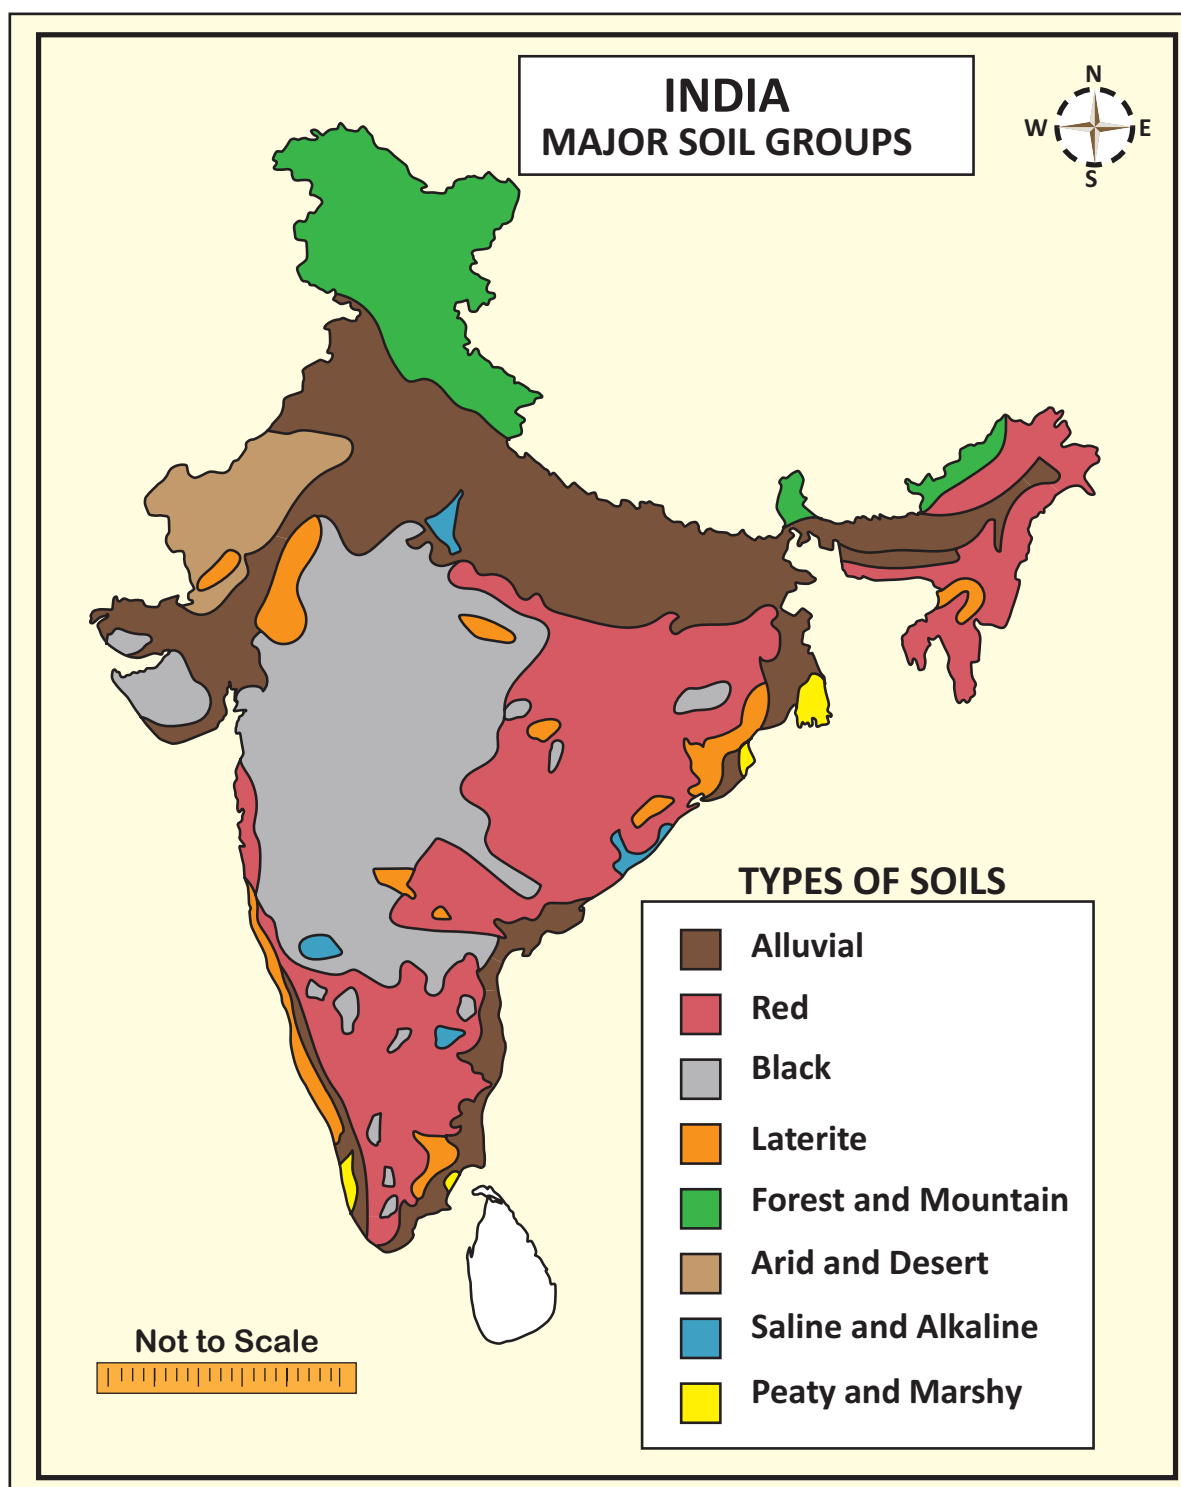 INDIA
MAJOR SOIL GROUPS
N
W
E
S
TYPES OF SOILS
Alluvial
Red
Black
Laterite
Forest and Mountain
Arid and Desert
Saline and Alkaline
Peaty and Marshy
Not to Scale